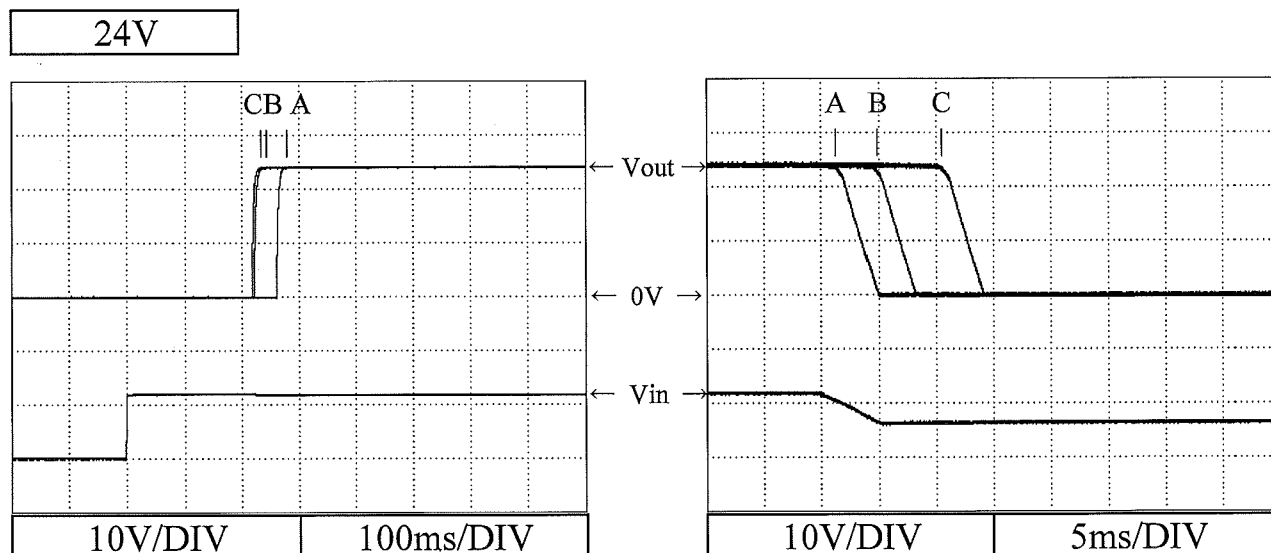 24V
CB A
A B C
← Vout →
← 0V →
← Vin →
10V/DIV 100ms/DIV
10V/DIV 5ms/DIV